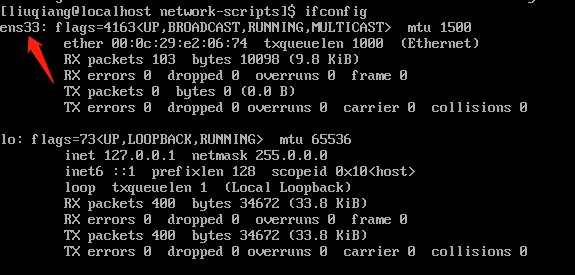 [liuqiang@localhost network-scripts]$ ifconfig
ens33: flags=4163<UP,BROADCAST,RUNNING,MULTICAST>  mtu 1500
        ether 00:0c:29:e2:06:74  txqueuelen 1000  (Ethernet)
        RX packets 103  bytes 10098 (9.8 KiB)
        RX errors 0  dropped 0  overruns 0  frame 0
        TX packets 0  bytes 0 (0.0 B)
        TX errors 0  dropped 0 overruns 0  carrier 0  collisions 0
lo: flags=73<UP,LOOPBACK,RUNNING>  mtu 65536
        inet 127.0.0.1  netmask 255.0.0.0
        inet6 ::1  prefixlen 128  scopeid 0x10<host>
        loop  txqueuelen 1  (Local Loopback)
        RX packets 400  bytes 34672 (33.8 KiB)
        RX errors 0  dropped 0  overruns 0  frame 0
        TX packets 400  bytes 34672 (33.8 KiB)
        TX errors 0  dropped 0 overruns 0  carrier 0  collisions 0